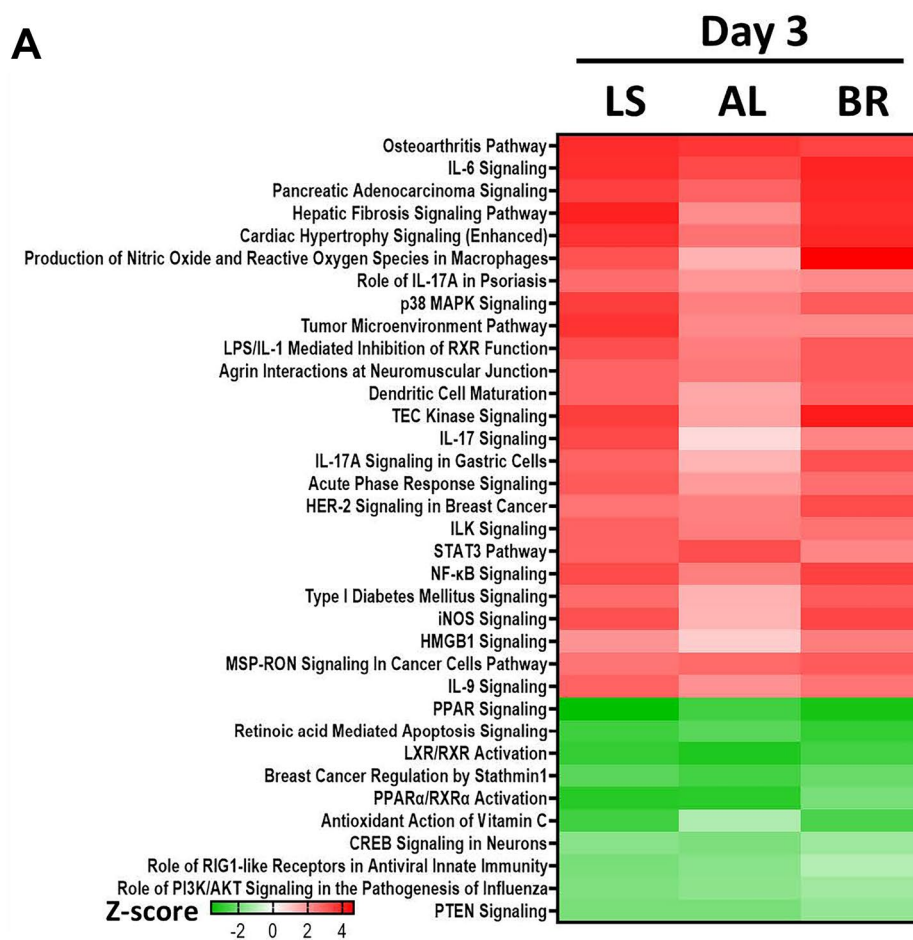 A
Day 3
LS AL BR
Osteoarthritis Pathway
IL-6 Signaling
Pancreatic Adenocarcinoma Signaling
Hepatic Fibrosis Signaling Pathway
Cardiac Hypertrophy Signaling (Enhanced)
Production of Nitric Oxide and Reactive Oxygen Species in Macrophages
Role of IL-17A in Psoriasis
p38 MAPK Signaling
Tumor Microenvironment Pathway
LPS/IL-1 Mediated Inhibition of RXR Function
Agrin Interactions at Neuromuscular Junction
Dendritic Cell Maturation
TEC Kinase Signaling
IL-17 Signaling
IL-17A Signaling in Gastric Cells
Acute Phase Response Signaling
HER-2 Signaling in Breast Cancer
ILK Signaling
STAT3 Pathway
NF-κB Signaling
Type I Diabetes Mellitus Signaling
iNOS Signaling
HMGB1 Signaling
MSP-RON Signaling In Cancer Cells Pathway
IL-9 Signaling
PPAR Signaling
Retinoic acid Mediated Apoptosis Signaling
LXR/RXR Activation
Breast Cancer Regulation by Stathmin1
PPARα/RXRα Activation
Antioxidant Action of Vitamin C
CREB Signaling in Neurons
Role of RIG1-like Receptors in Antiviral Innate Immunity
Role of PI3K/AKT Signaling in the Pathogenesis of Influenza
PTEN Signaling
Z-score
-2 0 2 4